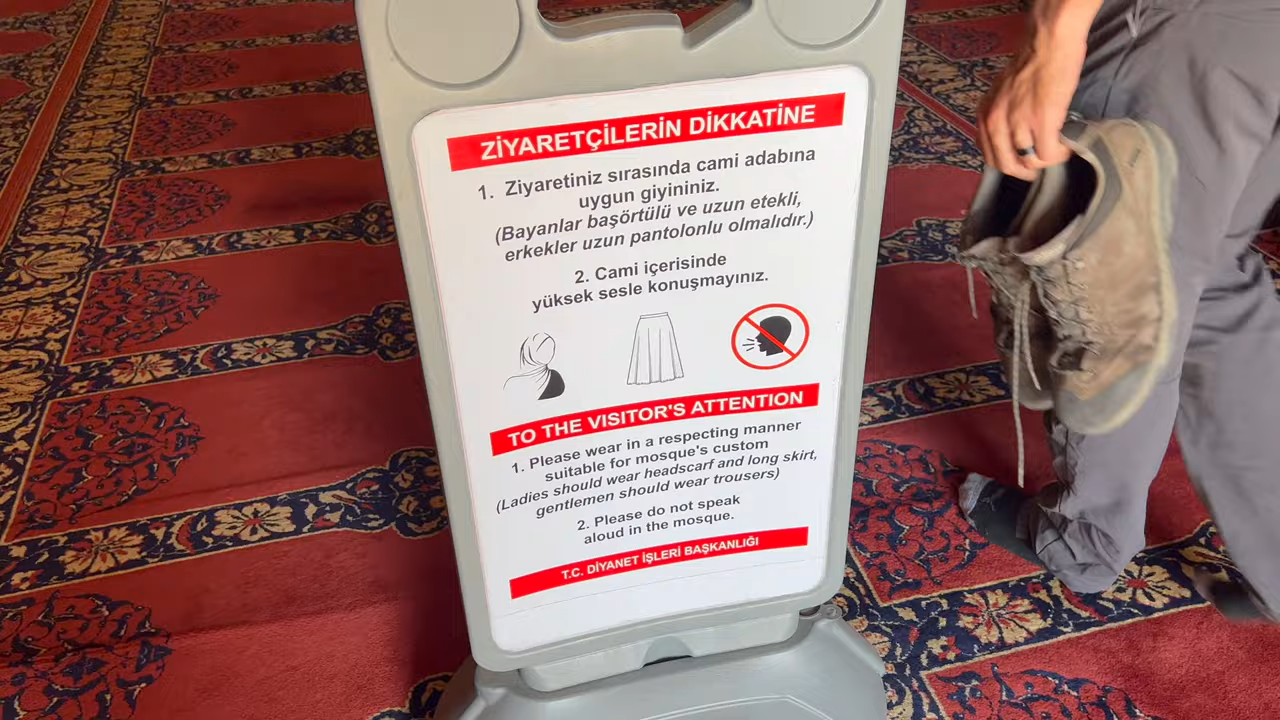 ZİYARETÇİLERİN DİKKATİNE
1. Ziyaretiniz sırasında cami adabına
uygun giyininiz.
(Bayanlar başörtülü ve uzun etekli,
erkekler uzun pantolonlu olmalıdır.)
2. Cami içerisinde
yüksek sesle konuşmayınız.
TO THE VISITOR'S ATTENTION
1. Please wear in a respecting manner
suitable for mosque's custom
(Ladies should wear headscarf and long skirt,
gentlemen should wear trousers)
2. Please do not speak
aloud in the mosque.
T.C. DİYANET İŞLERİ BAŞKANLIĞI